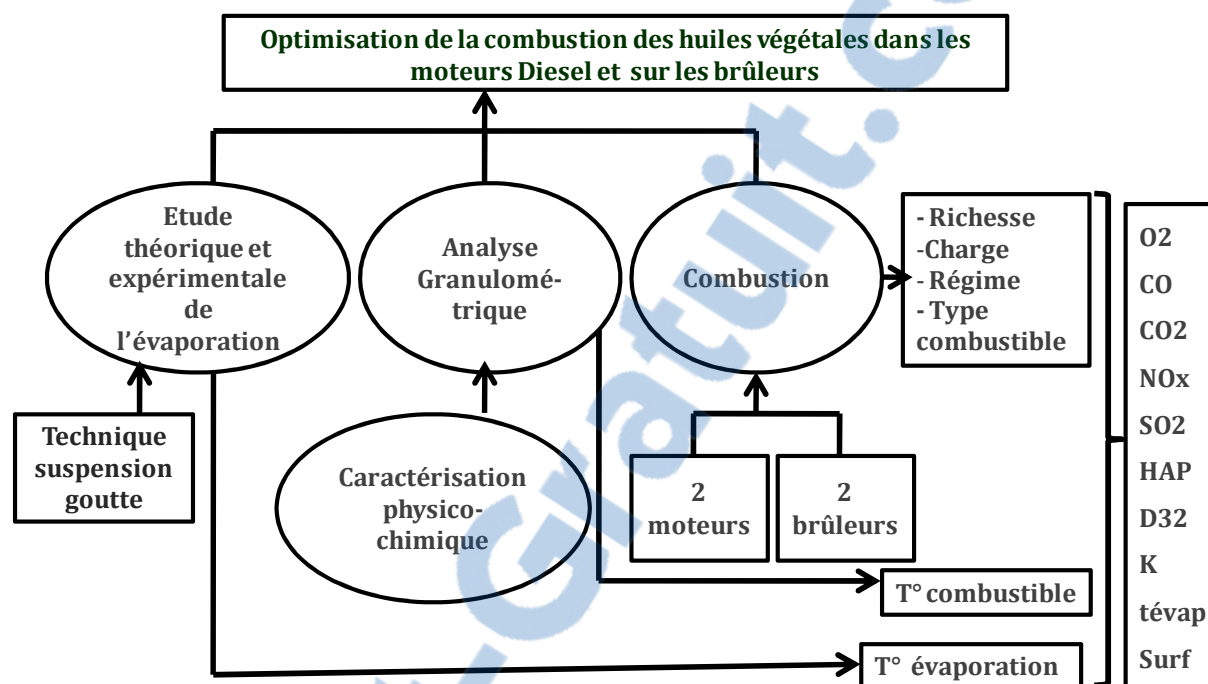 Optimisation de la combustion des huiles végétales dans les
moteurs Diesel et sur les brûleurs
Etude
théorique et
expérimentale
de
l'évaporation
Analyse
Granulomé-
trique
Combustion
- Richesse
-Charge
- Régime
- Type
combustible
Technique
suspension
goutte
Caractérisation
physico-
chimique
2
moteurs
2
brûleurs
T° combustible
T° évaporation
O2
CO
CO2
NOx
SO2
HAP
D32
K
tévap
Surf
-Gratuit.c